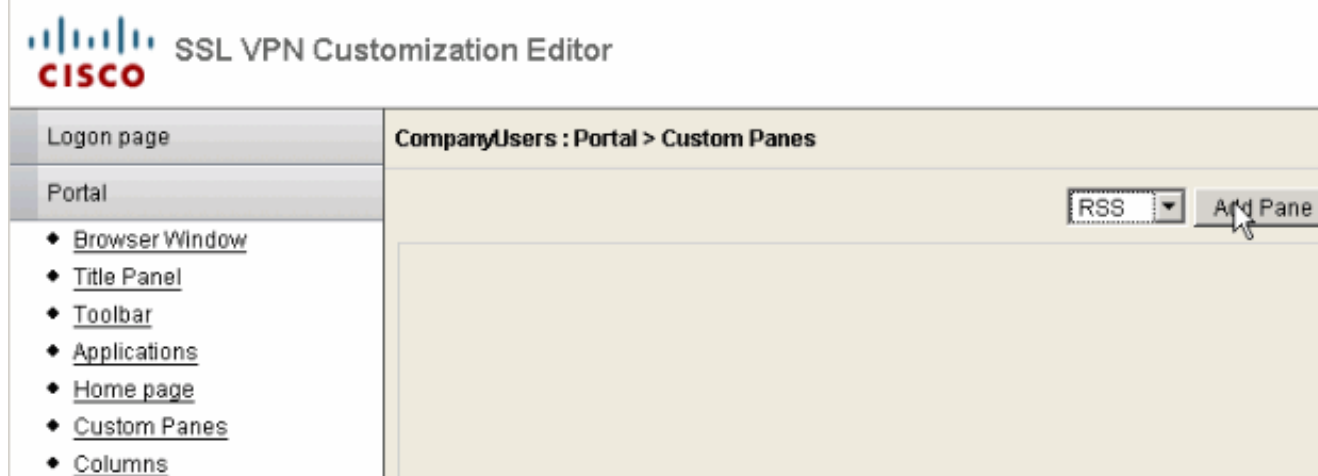 CISCO
SSL VPN Customization Editor
Logon page
Portal
Browser Window
Title Panel
Toolbar
Applications
Home page
Custom Panes
Columns
CompanyUsers : Portal > Custom Panes
RSS
Add Pane